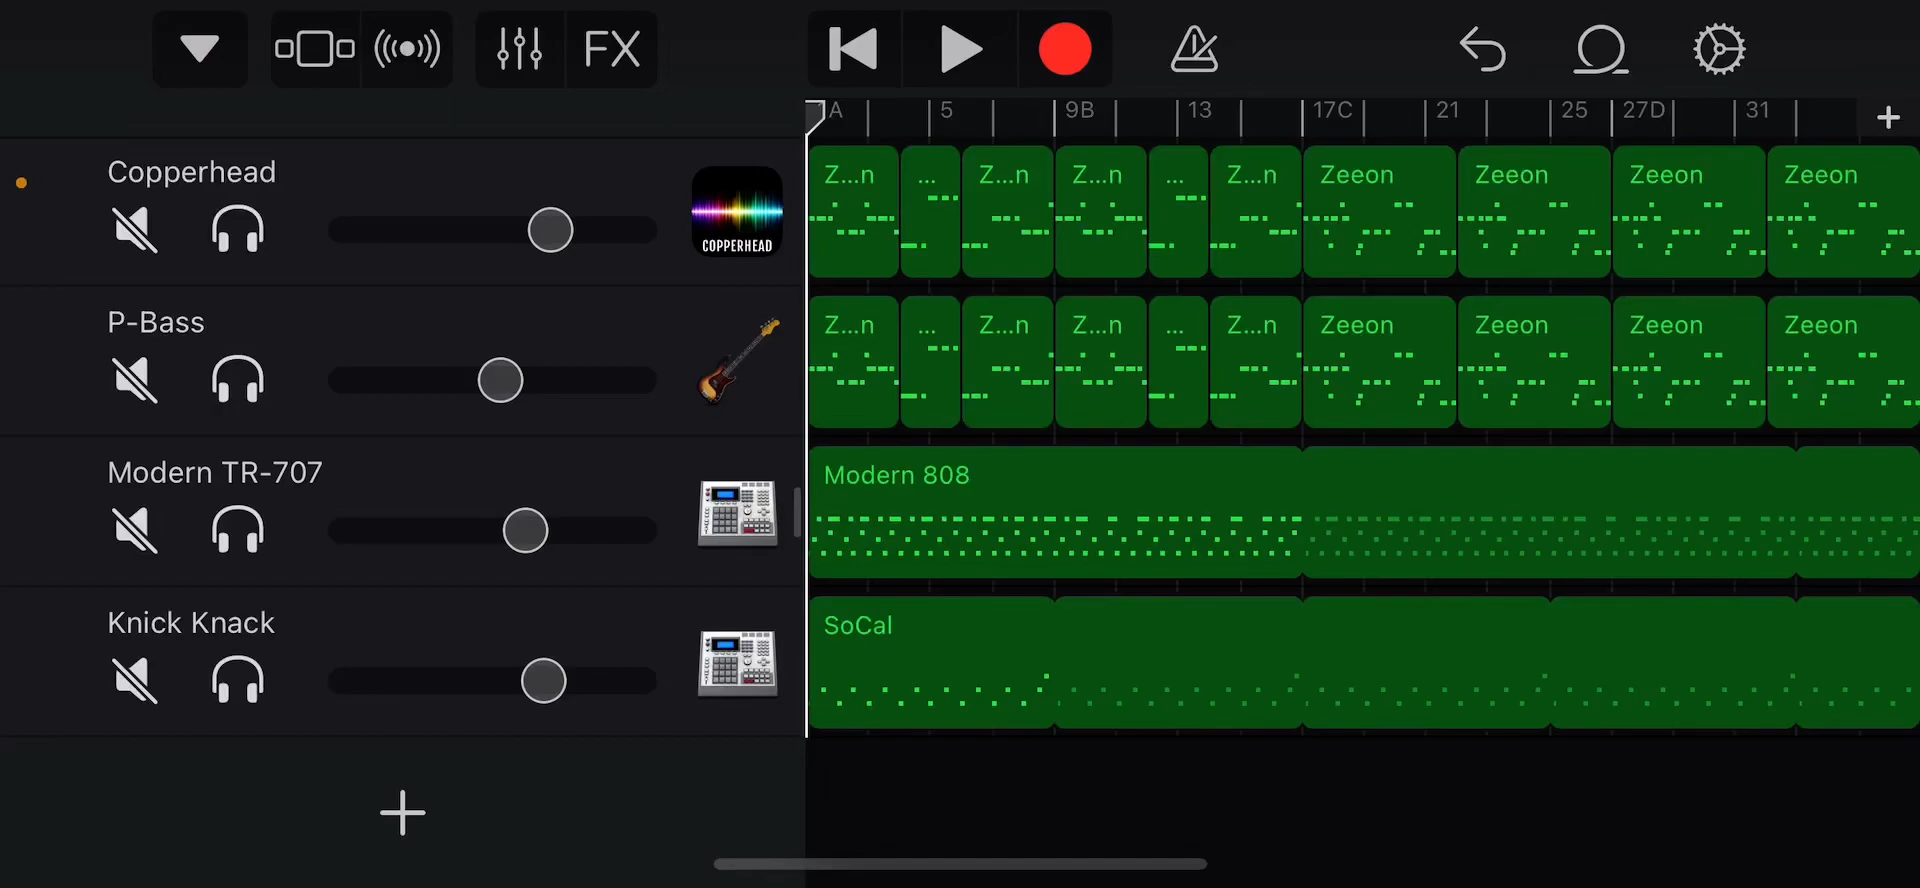 FX
A 5 9B 13 17C 21 25 27D 31
Copperhead
COPPERHEAD
Z...n ... Z...n Z...n ... Z...n Zeeon Zeeon Zeeon Zeeon
P-Bass
Z...n ... Z...n Z...n ... Z...n Zeeon Zeeon Zeeon Zeeon
Modern TR-707
Modern 808
Knick Knack
SoCal